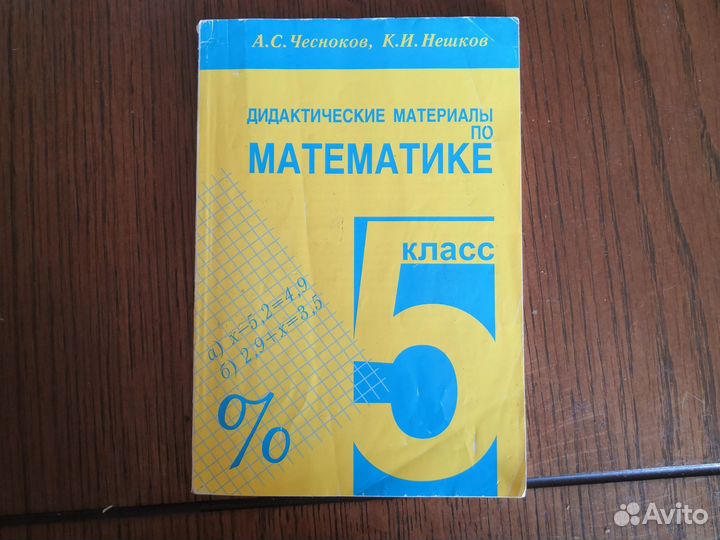 А.С.Чесноков, К.И.Нешков
ДИДАКТИЧЕСКИЕ МАТЕРИАЛЫ
ПО
МАТЕМАТИКЕ
класс
5
а) x−5,2=4,9
б) 2,9+x=3,5
%
Avito